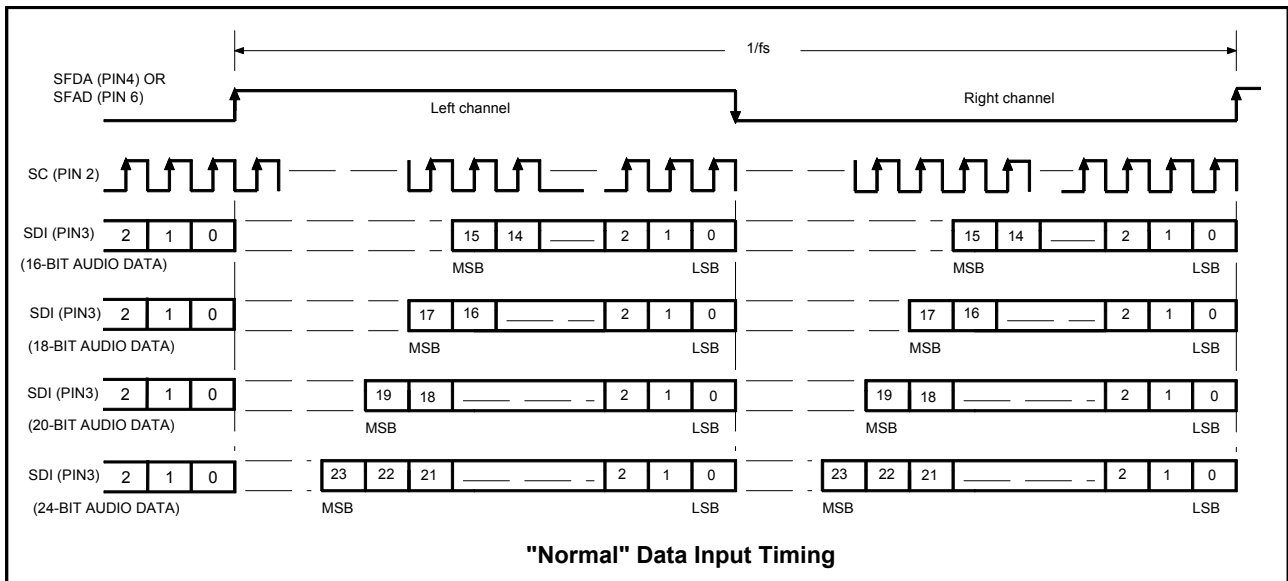 1/fs
SFDA (PIN4) OR
SFAD (PIN 6)
Left channel
Right channel
SC (PIN 2)
SDI (PIN3) 2 1 0 15 14 2 1 0 15 14 2 1 0
(16-BIT AUDIO DATA) MSB LSB MSB LSB
SDI (PIN3) 2 1 0 17 16 2 1 0 17 16 2 1 0
(18-BIT AUDIO DATA) MSB LSB MSB LSB
SDI (PIN3) 2 1 0 19 18 2 1 0 19 18 2 1 0
(20-BIT AUDIO DATA) MSB LSB MSB LSB
SDI (PIN3) 2 1 0 23 22 21 2 1 0 23 22 21 2 1 0
(24-BIT AUDIO DATA) MSB LSB MSB LSB
"Normal" Data Input Timing